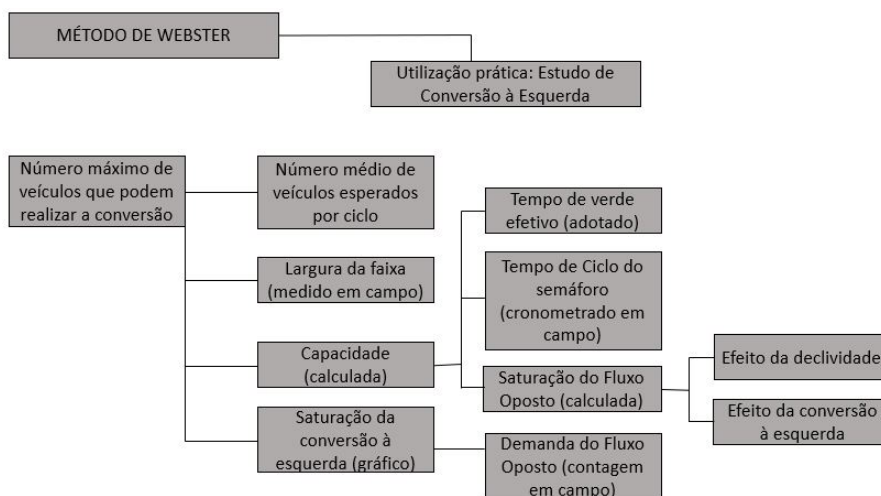 MÉTODO DE WEBSTER
Utilização prática: Estudo de
Conversão à Esquerda
Número máximo de
veículos que podem
realizar a conversão
Número médio de
veículos esperados
por ciclo
Largura da faixa
(medido em campo)
Capacidade
(calculada)
Saturação da
conversão à
esquerda (gráfico)
Tempo de verde
efetivo (adotado)
Tempo de Ciclo do
semáforo
(cronometrado em
campo)
Saturação do Fluxo
Oposto (calculada)
Demanda do Fluxo
Oposto (contagem
em campo)
Efeito da declividade
Efeito da conversão
à esquerda